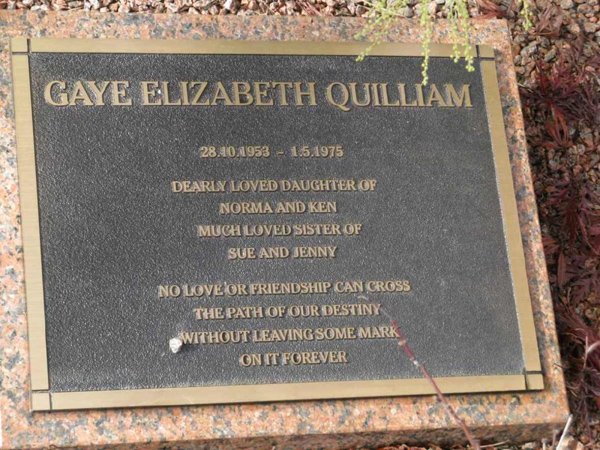 GAYE ELIZABETH QUILLIAM
28.10.1953 - 1.5.1975
DEARLY LOVED DAUGHTER OF
NORMA AND KEN
MUCH LOVED SISTER OF
SUE AND JENNY
NO LOVE OR FRIENDSHIP CAN CROSS
THE PATH OF OUR DESTINY
WITHOUT LEAVING SOME MARK
ON IT FOREVER